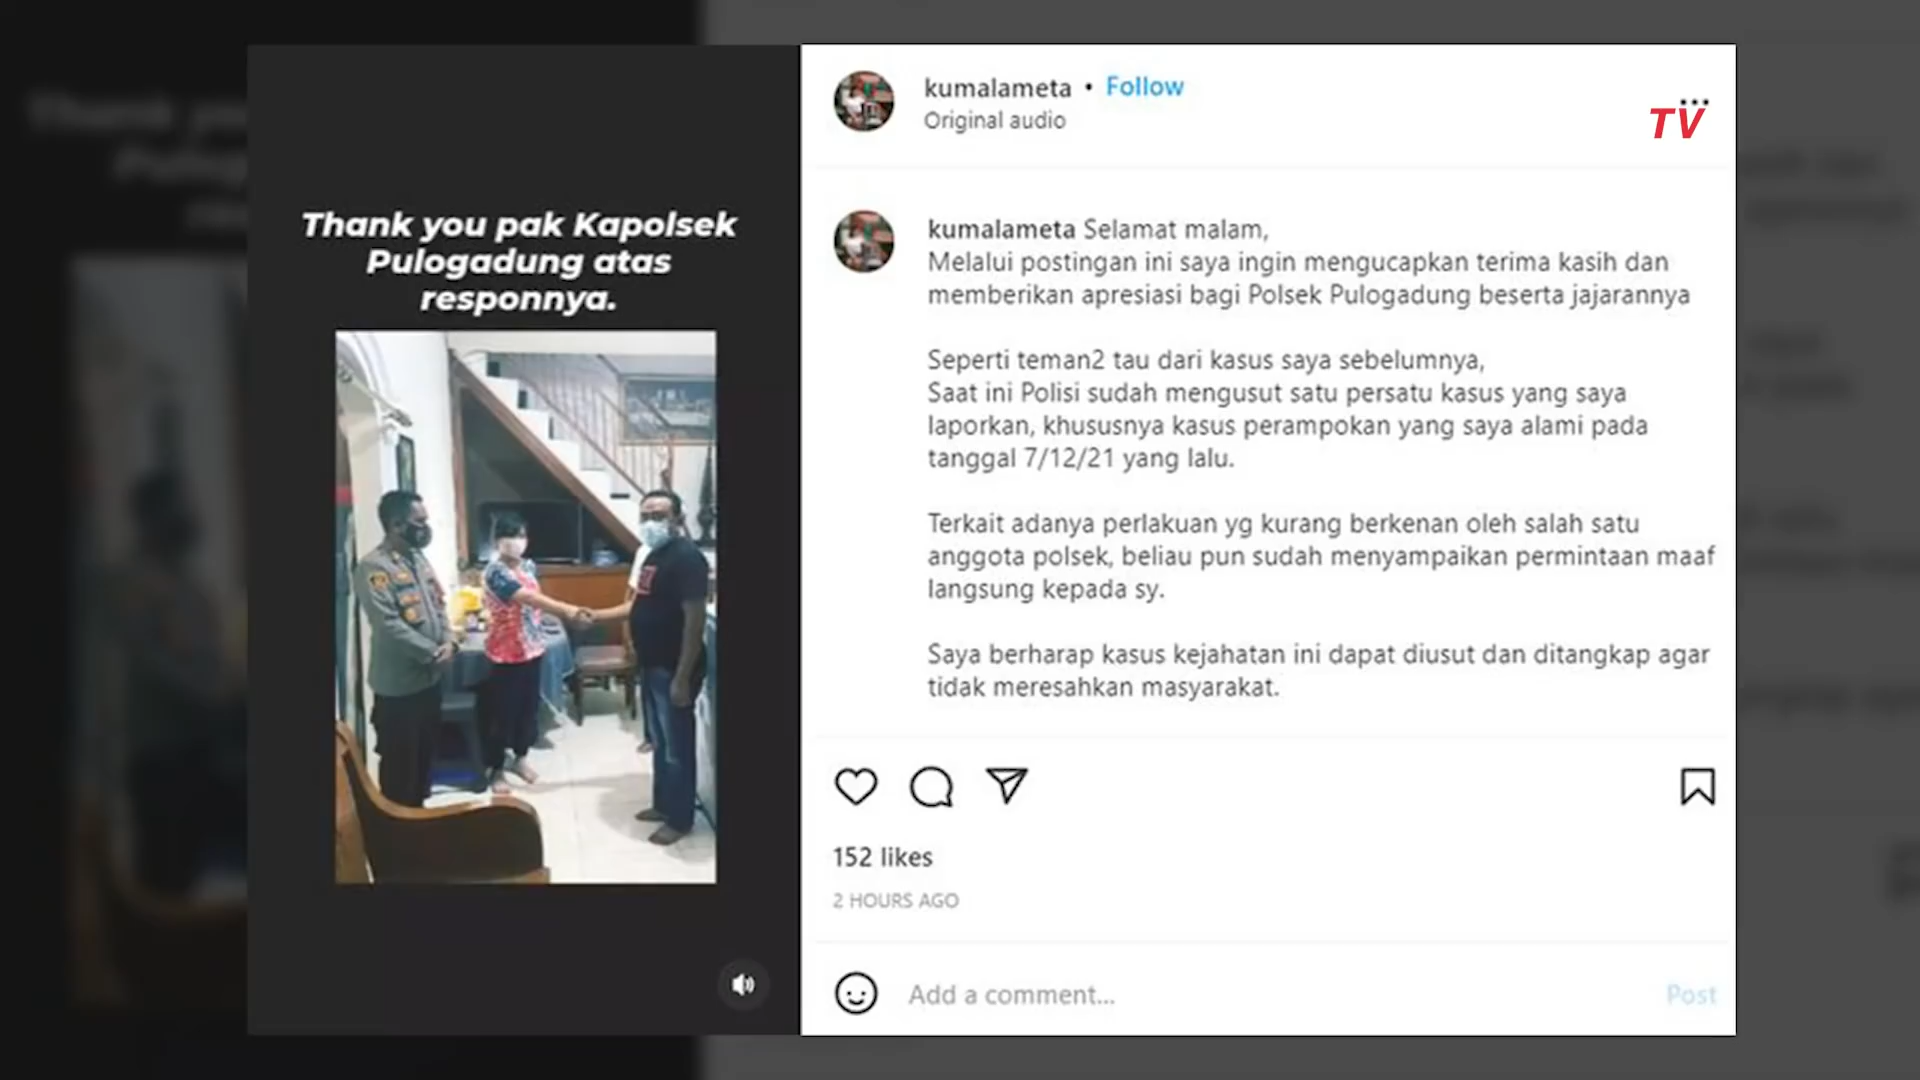 Thank you pak Kapolsek
Pulogadung atas
responnya.
kumalameta • Follow
Original audio
TV
kumalameta Selamat malam,
Melalui postingan ini saya ingin mengucapkan terima kasih dan
memberikan apresiasi bagi Polsek Pulogadung beserta jajarannya
Seperti teman2 tau dari kasus saya sebelumnya,
Saat ini Polisi sudah mengusut satu persatu kasus yang saya
laporkan, khususnya kasus perampokan yang saya alami pada
tanggal 7/12/21 yang lalu.
Terkait adanya perlakuan yg kurang berkenan oleh salah satu
anggota polsek, beliau pun sudah menyampaikan permintaan maaf
langsung kepada sy.
Saya berharap kasus kejahatan ini dapat diusut dan ditangkap agar
tidak meresahkan masyarakat.
152 likes
2 HOURS AGO
Add a comment...
Post